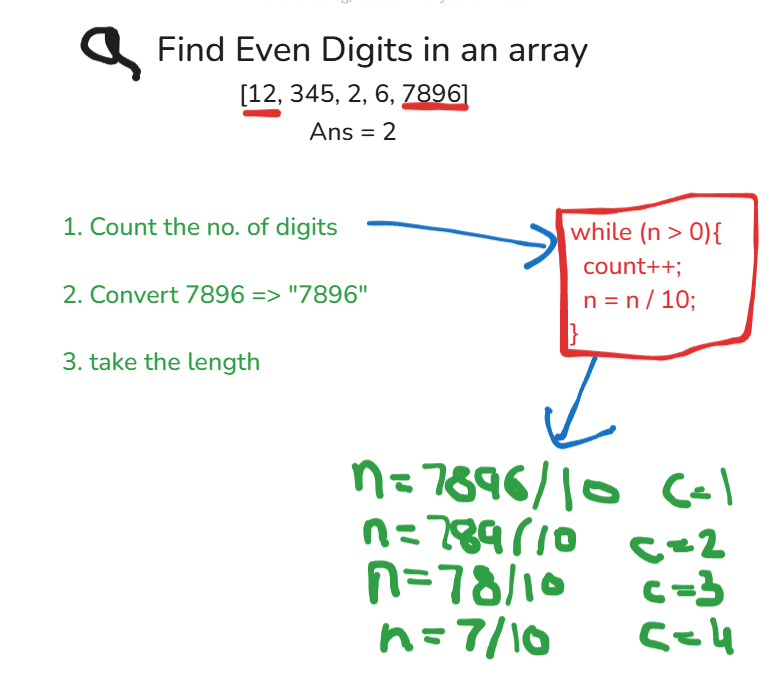 Find Even Digits in an array
[12, 345, 2, 6, 7896]
Ans = 2
1. Count the no. of digits
2. Convert 7896 => "7896"
3. take the length
while (n > 0){
count++;
n = n / 10;
}
n = 7896/10 c=1
n = 789/10 c=2
n = 78/10 c=3
n = 7/10 c=4